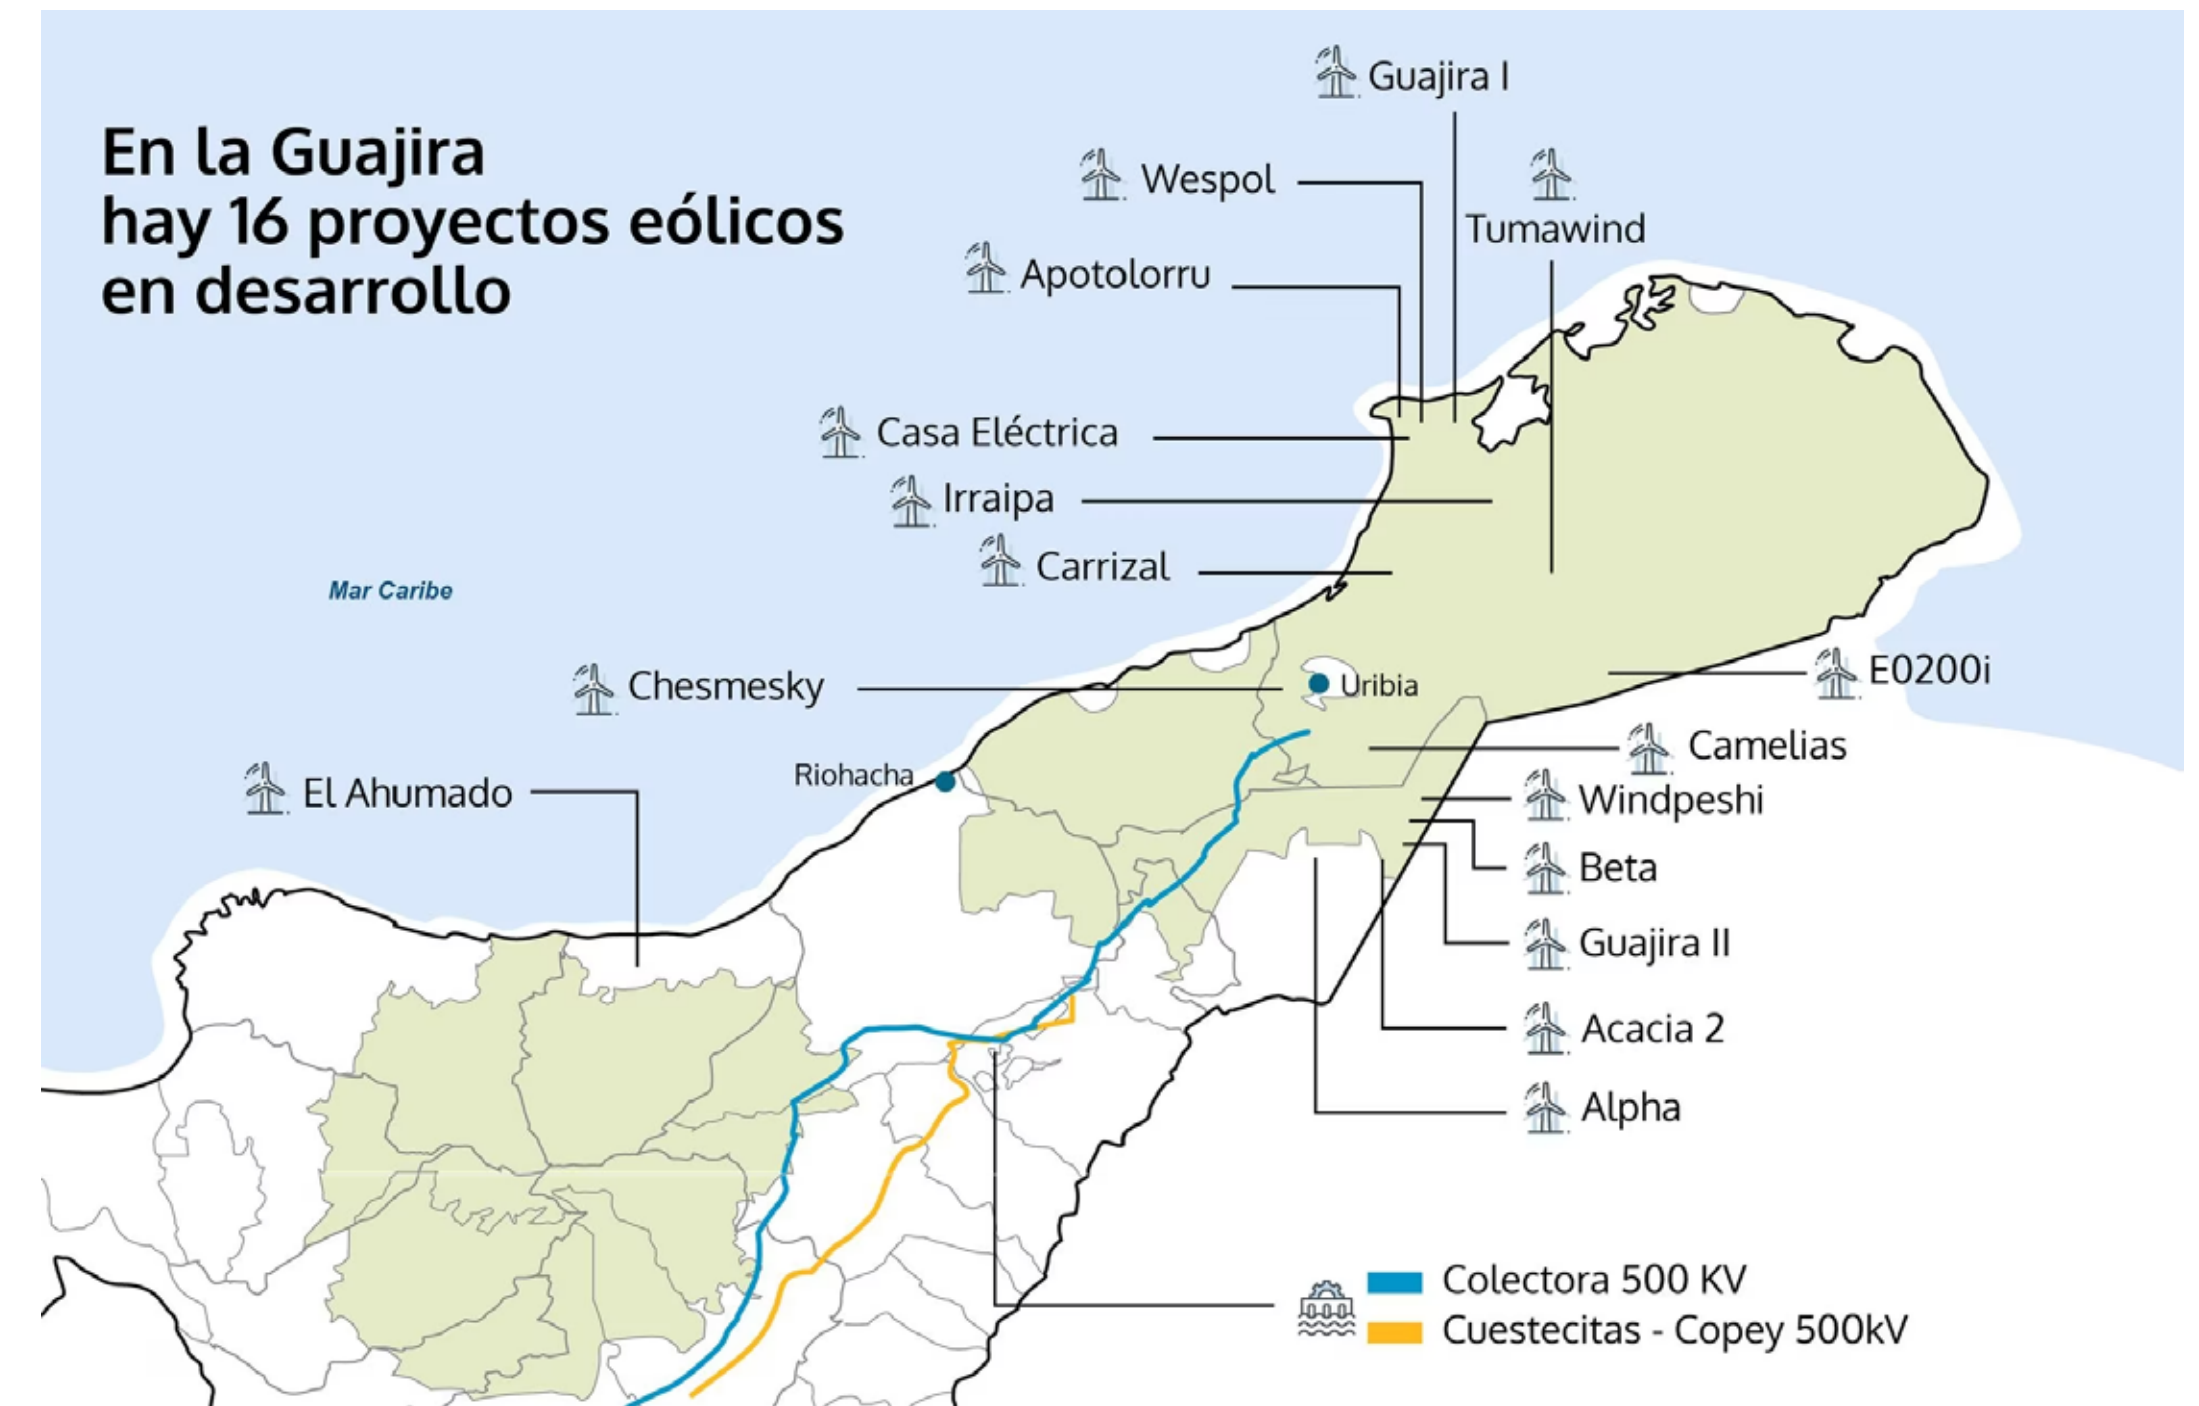 En la Guajira
hay 16 proyectos eólicos
en desarrollo
Guajira I
Wespol
Tumawind
Apotolorru
Casa Eléctrica
Irraipa
Carrizal
Mar Caribe
Chesmesky
Uribia
E0200i
Camelias
Riohacha
El Ahumado
Windpeshi
Beta
Guajira II
Acacia 2
Alpha
Colectora 500 KV
Cuestecitas - Copey 500kV